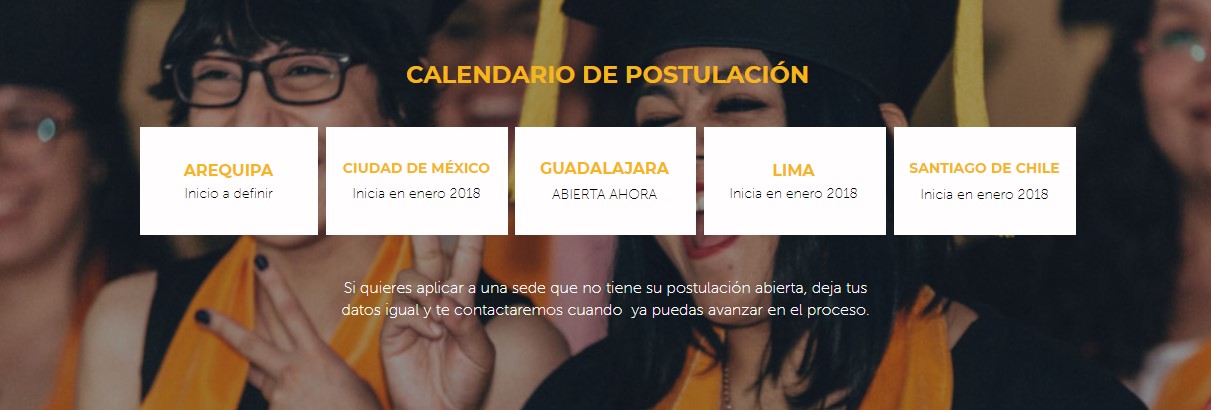 CALENDARIO DE POSTULACIÓN
AREQUIPA
Inicio a definir
CIUDAD DE MÉXICO
Inicia en enero 2018
GUADALAJARA
ABIERTA AHORA
LIMA
Inicia en enero 2018
SANTIAGO DE CHILE
Inicia en enero 2018
Si quieres aplicar a una sede que no tiene su postulación abierta, deja tus
datos igual y te contactaremos cuando  ya puedas avanzar en el proceso.